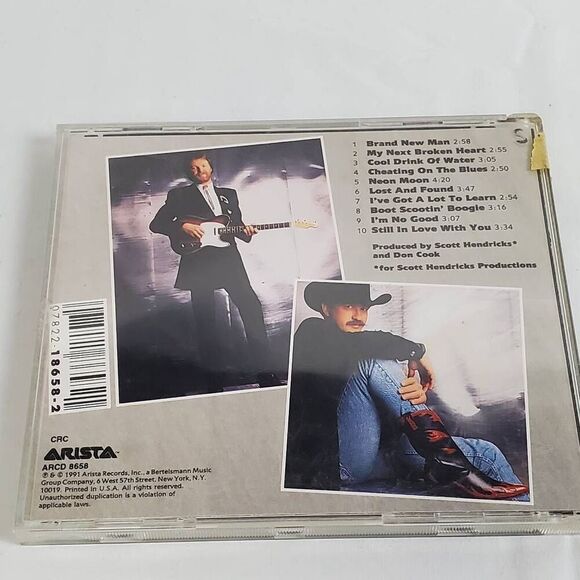 1 Brand New Man 2:58
2 My Next Broken Heart 2:55
3 Cool Drink Of Water 3:05
4 Cheating On The Blues 2:50
5 Neon Moon 4:20
6 Lost And Found 3:47
7 I've Got A Lot To Learn 2:54
8 Boot Scootin' Boogie 3:16
9 I'm No Good 3:07
10 Still In Love With You 3:34
Produced by Scott Hendricks*
and Don Cook
*for Scott Hendricks Productions
07822-18658-2
CRC
ARISTA
ARCD 8658
℗ & © 1991 Arista Records, Inc., a Bertelsmann Music
Group Company, 6 West 57th Street, New York, N.Y.
10019. Printed in U.S.A. All rights reserved.
Unauthorized duplication is a violation of
applicable laws.